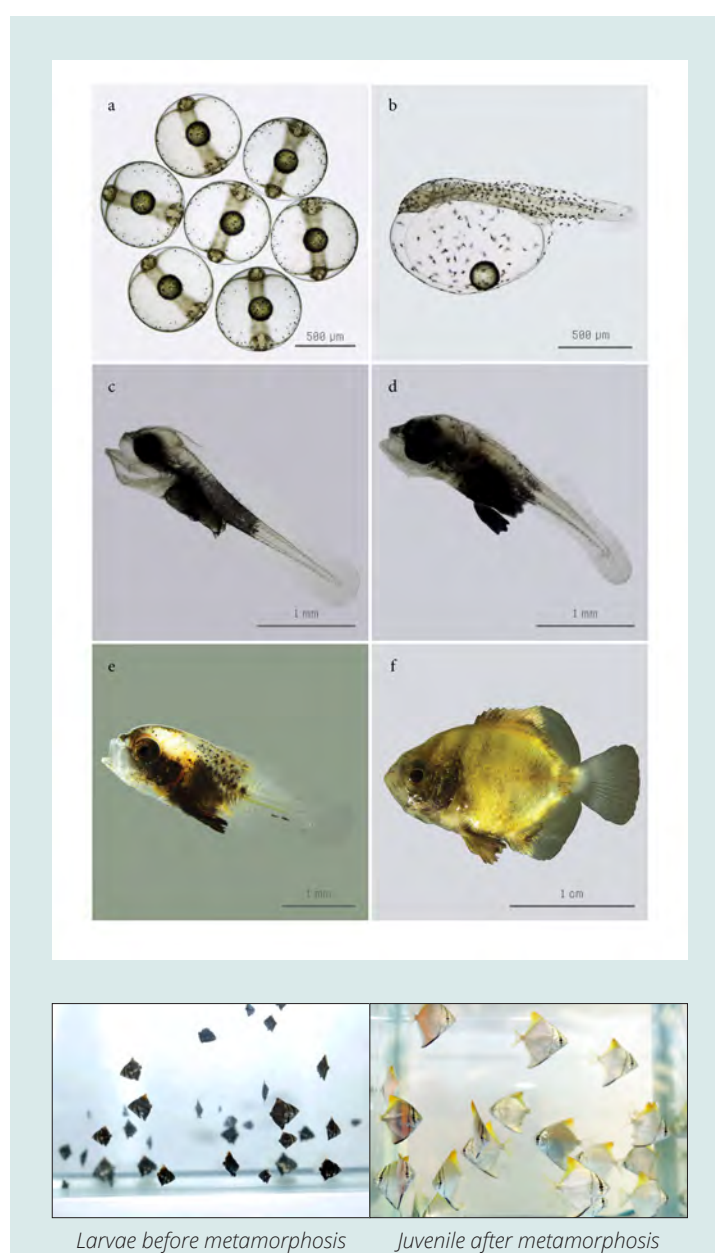 a b
500 µm 500 µm
c d
1 mm 1 mm
e f
1 mm 1 cm
Larvae before metamorphosis Juvenile after metamorphosis